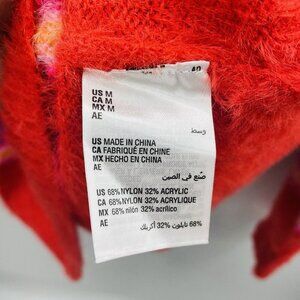 US M
CA M
MX M
AE
وسط
US MADE IN CHINA
CA FABRIQUÉ EN CHINE
MX HECHO EN CHINA
AE
صنع في الصين
US 68% NYLON 32% ACRYLIC
CA 68% NYLON 32% ACRYLIQUE
MX 68% nilón 32% acrílico
AE
68% نايلون 32% أكريلك